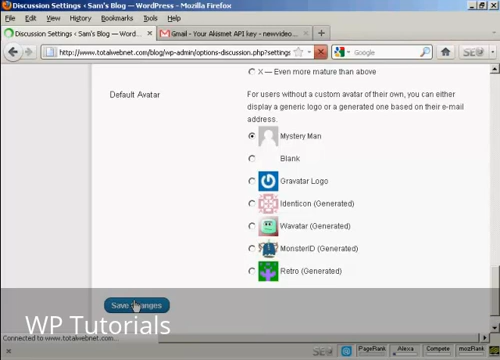 Discussion Settings ‹ Sam's Blog — WordPress - Mozilla Firefox
File Edit View History Bookmarks Tools Help
Discussion Settings ‹ Sam's Blog — W...
Gmail - Your Akismet API key - newvideo...
http://www.totalwebnet.com/blog/wp-admin/options-discussion.php?settings
Google
X — Even more mature than above
Default Avatar
For users without a custom avatar of their own, you can either
display a generic logo or a generated one based on their e-mail
address.
Mystery Man
Blank
Gravatar Logo
Identicon (Generated)
Wavatar (Generated)
MonsterID (Generated)
Retro (Generated)
Save Changes
WP Tutorials
Connected to www.totalwebnet.com...
PageRank Alexa Compete mozRank